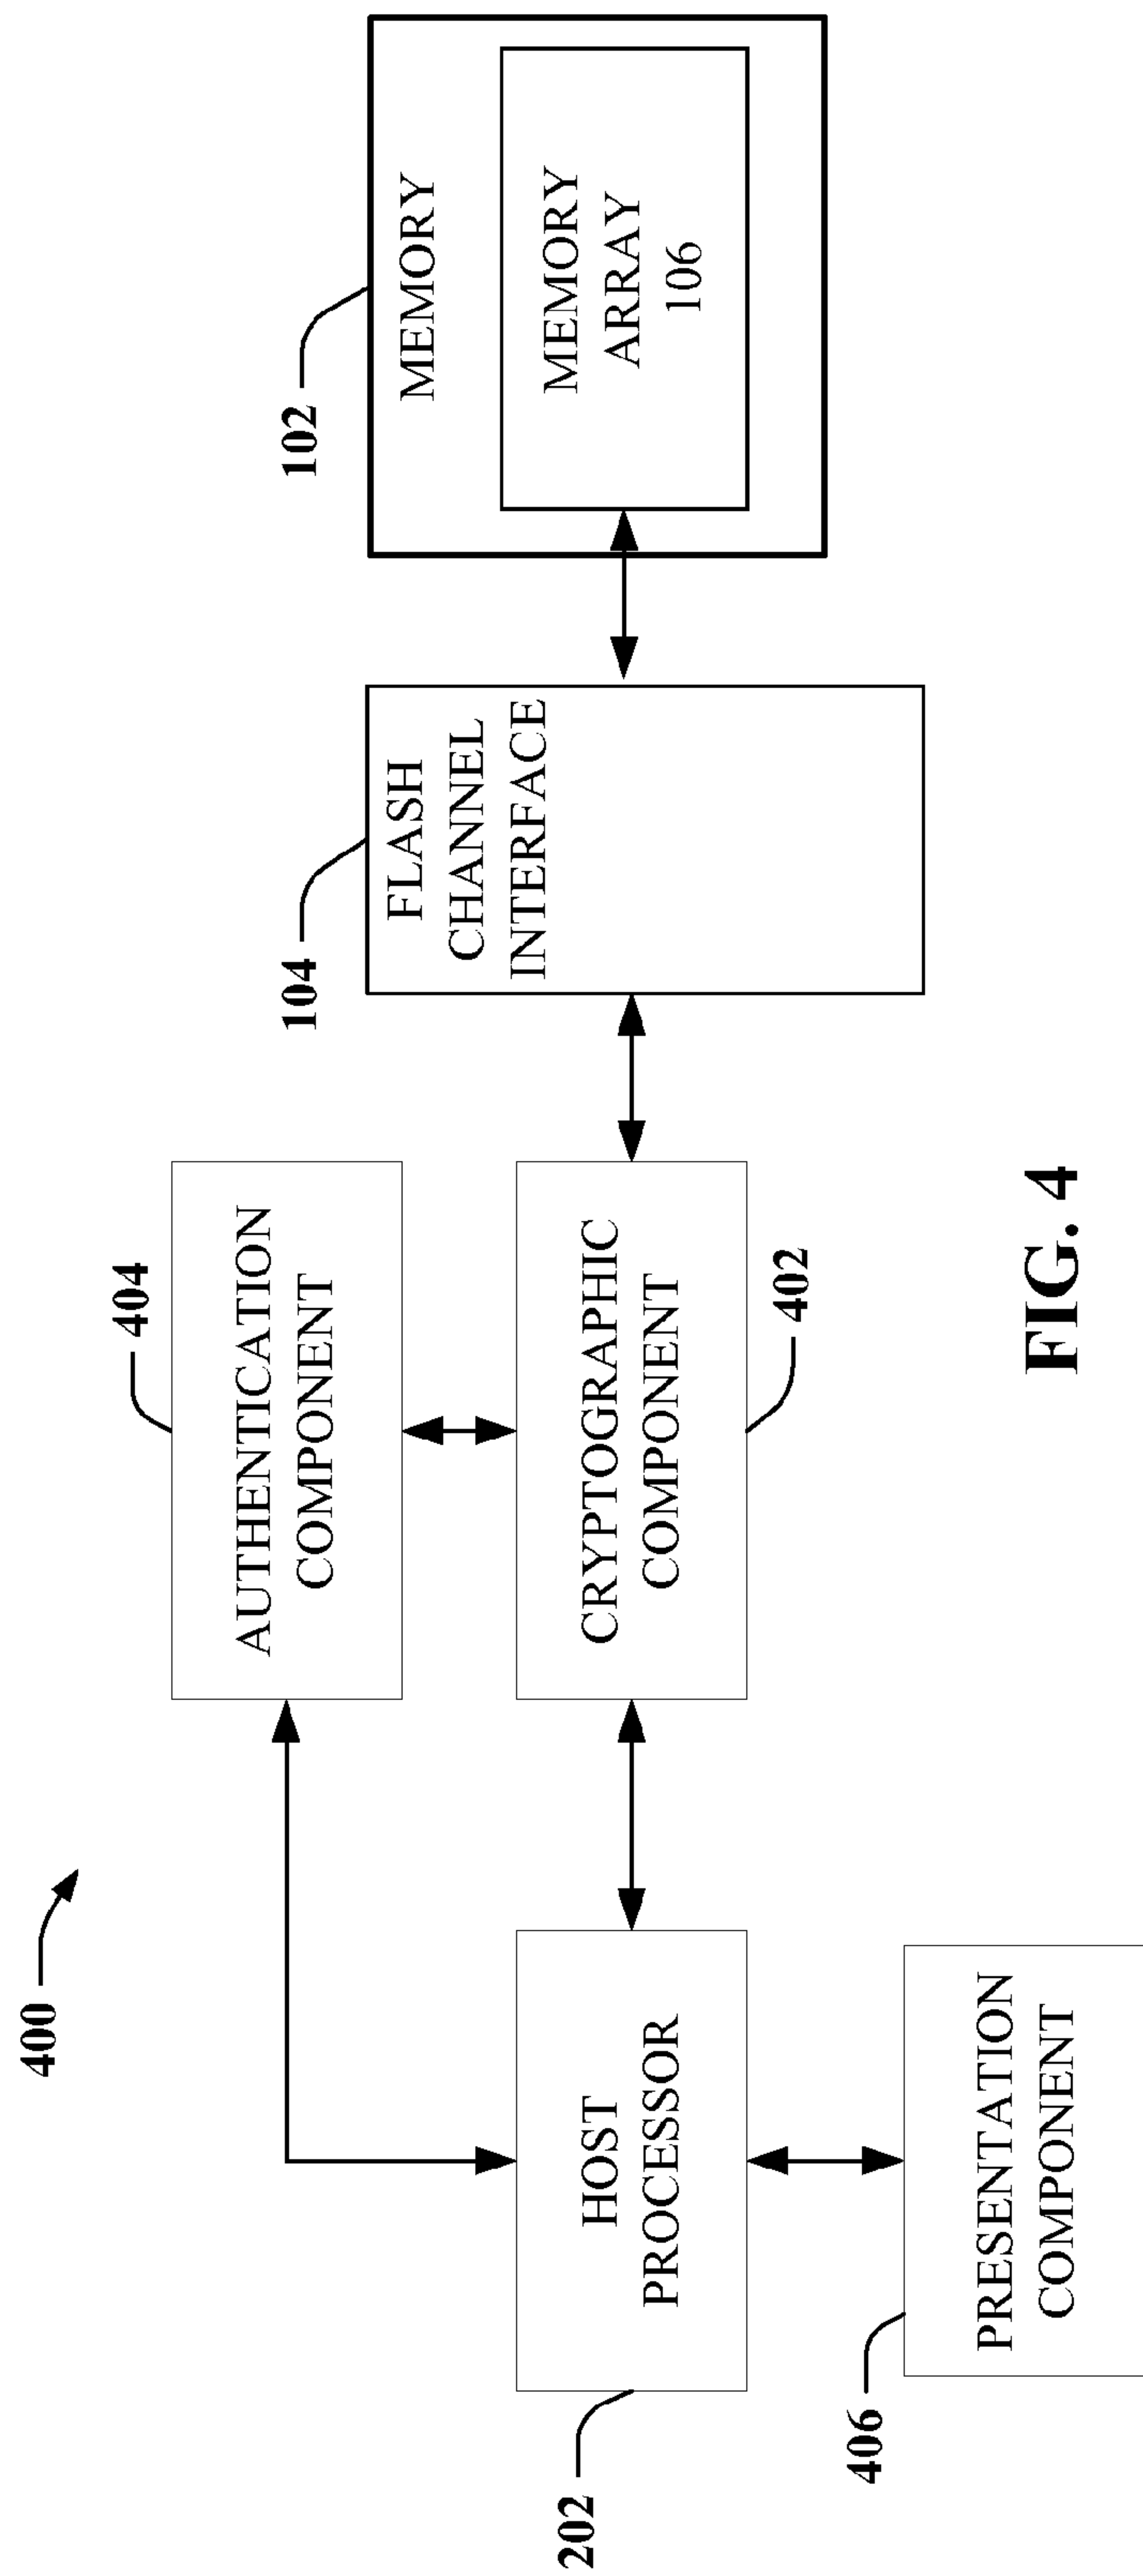 400
404
AUTHENTICATION
COMPONENT
102
MEMORY
MEMORY
ARRAY
106
104
FLASH
CHANNEL
INTERFACE
202
HOST
PROCESSOR
CRYPTOGRAPHIC
COMPONENT
402
406
PRESENTATION
COMPONENT
FIG. 4